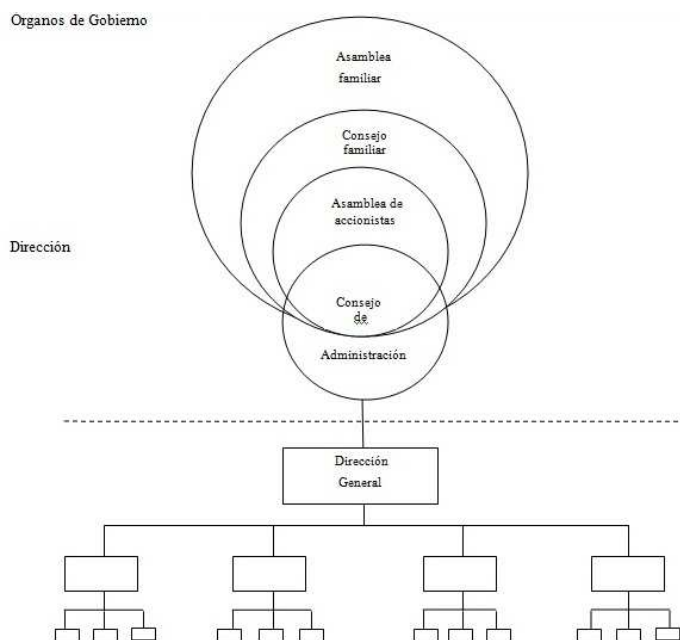 Organos de Gobierno
Asamblea
familiar
Consejo
familiar
Asamblea de
accionistas
Dirección
Consejo
de
Administración
Dirección
General